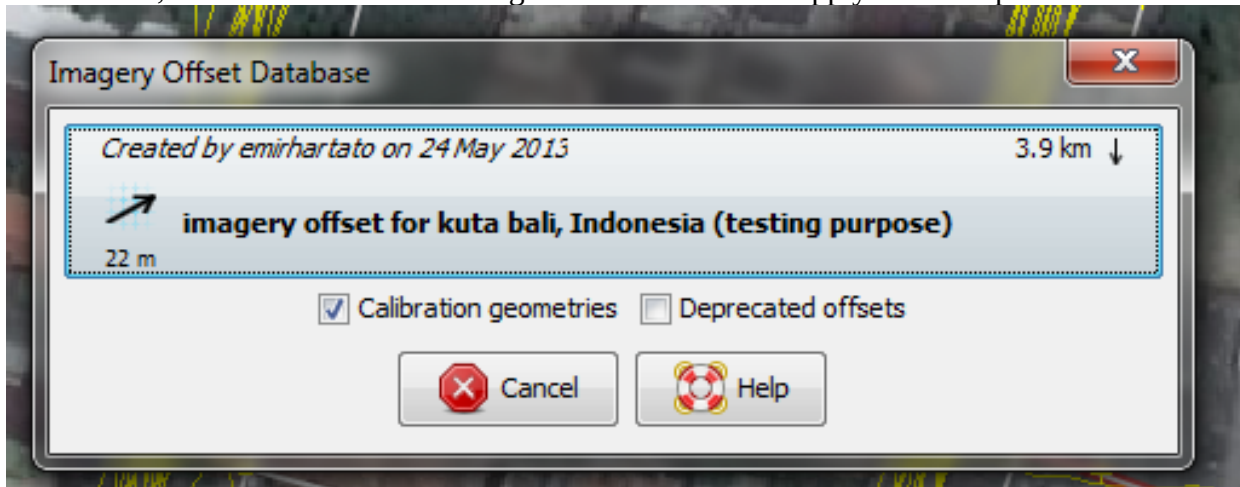 Imagery Offset Database
Created by emirhartato on 24 May 2013
3.9 km ↓
imagery offset for kuta bali, Indonesia (testing purpose)
22 m
Calibration geometries Deprecated offsets
Cancel Help